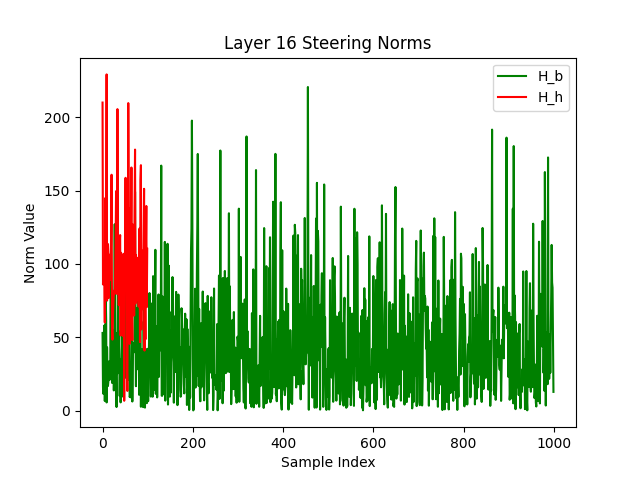 Layer 16 Steering Norms
H_b
H_h
Norm Value
200
150
100
50
0
0 200 400 600 800 1000
Sample Index